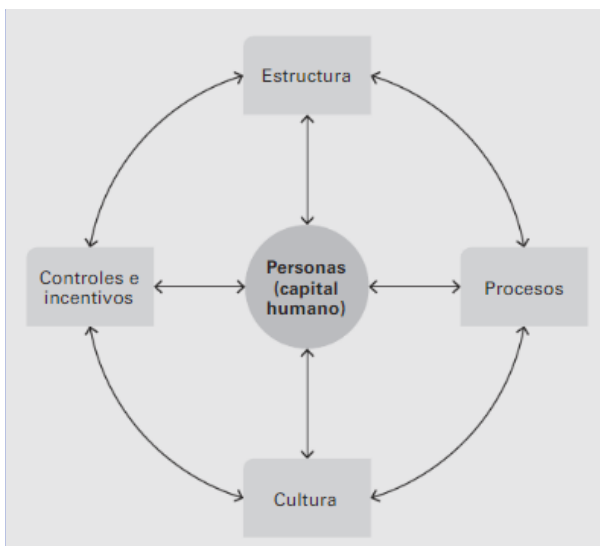 Estructura
Controles e
incentivos
Personas
(capital
humano)
Procesos
Cultura